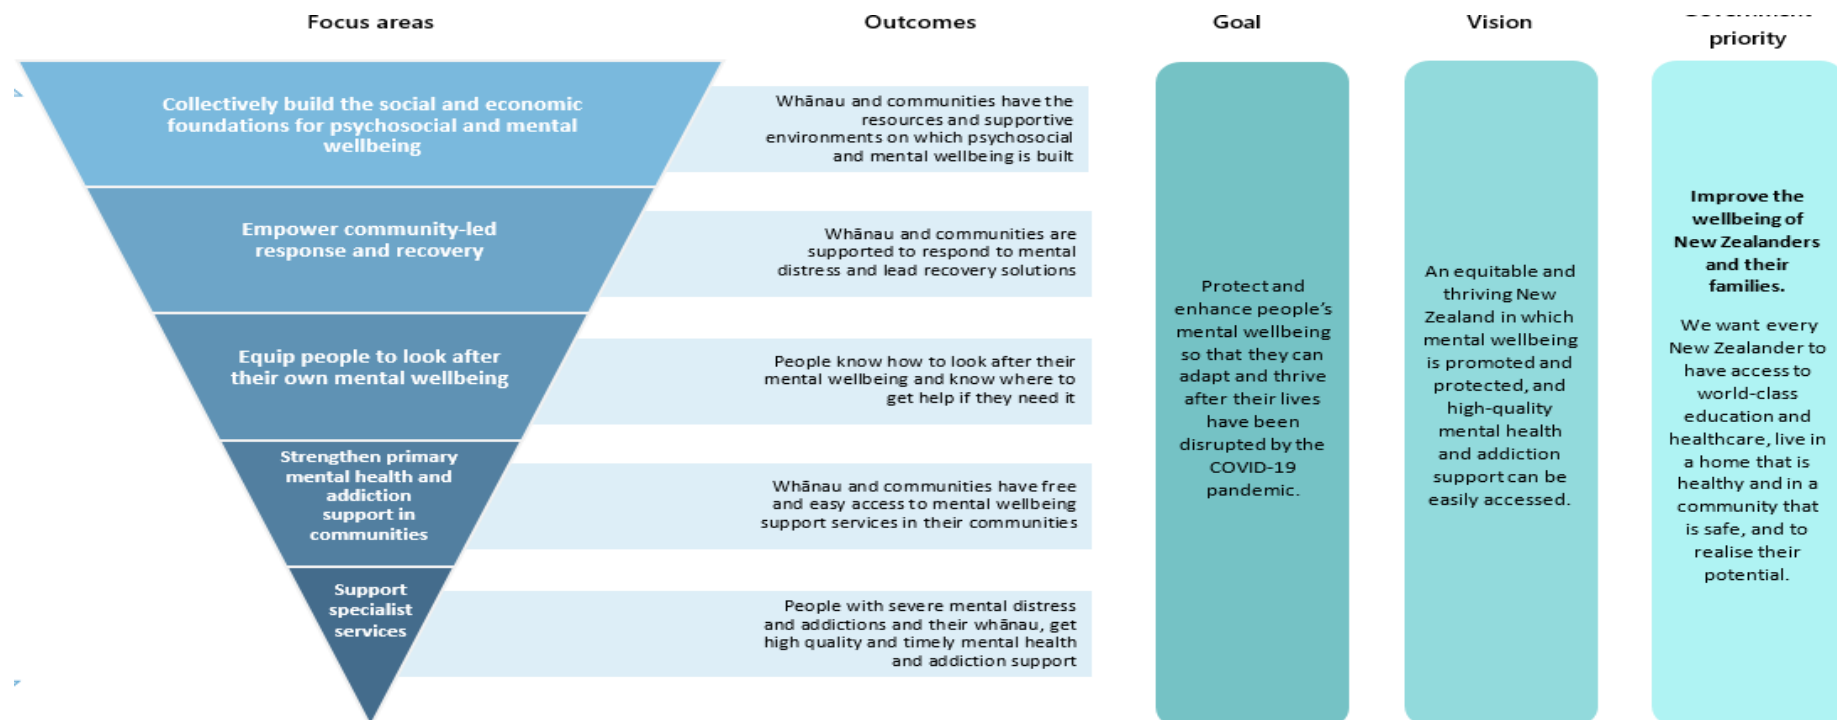 Focus areas
Outcomes
Goal
Vision
priority
Collectively build the social and economic
foundations for psychosocial and mental
wellbeing
Whānau and communities have the
resources and supportive
environments on which psychosocial
and mental wellbeing is built
Empower community-led
response and recovery
Whānau and communities are
supported to respond to mental
distress and lead recovery solutions
Equip people to look after
their own mental wellbeing
People know how to look after their
mental wellbeing and know where to
get help if they need it
Strengthen primary
mental health and
addiction
support in
communities
Whānau and communities have free
and easy access to mental wellbeing
support services in their communities
Support
specialist
services
People with severe mental distress
and addictions and their whānau, get
high quality and timely mental health
and addiction support
Protect and
enhance people’s
mental wellbeing
so that they can
adapt and thrive
after their lives
have been
disrupted by the
COVID-19
pandemic.
An equitable and
thriving New
Zealand in which
mental wellbeing
is promoted and
protected, and
high-quality
mental health
and addiction
support can be
easily accessed.
Improve the
wellbeing of
New Zealanders
and their
families.
We want every
New Zealander to
have access to
world-class
education and
healthcare, live in
a home that is
healthy and in a
community that
is safe, and to
realise their
potential.